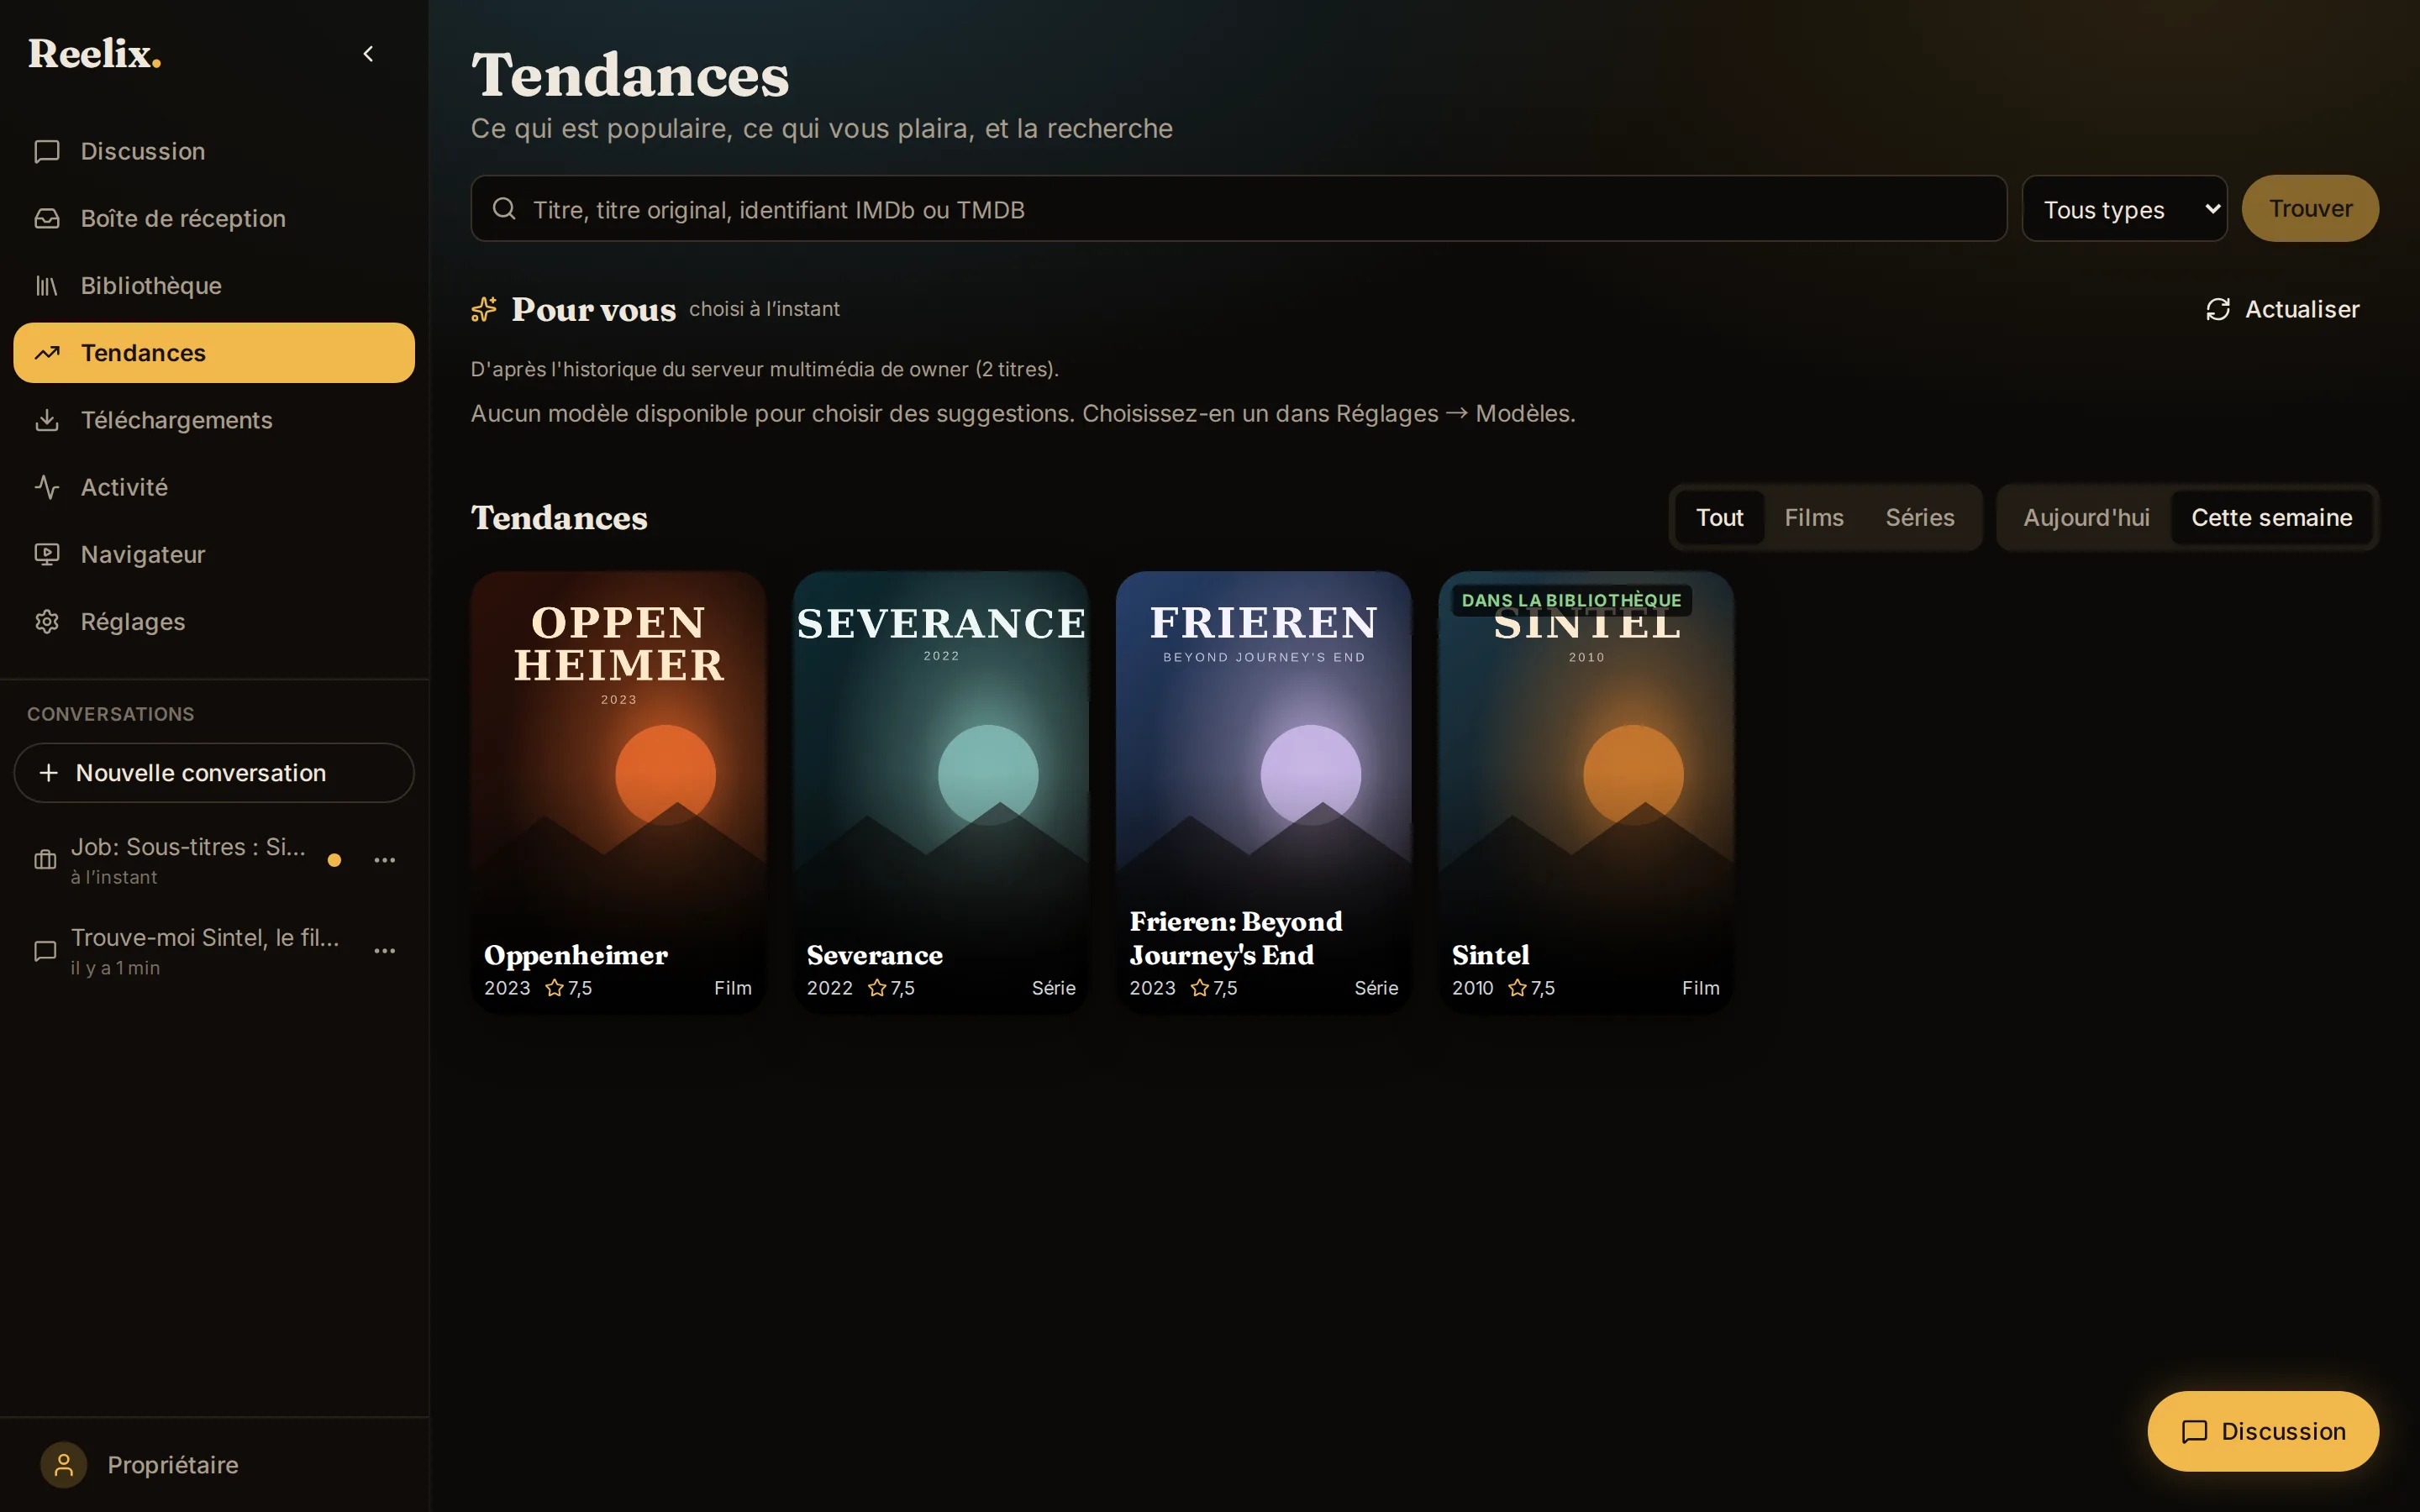 Reelix.
Discussion
Boîte de réception
Bibliothèque
Tendances
Téléchargements
Activité
Navigateur
Réglages
CONVERSATIONS
Nouvelle conversation
Job: Sous-titres : Si...
à l’instant
Trouve-moi Sintel, le fil...
il y a 1 min
Propriétaire
Tendances
Ce qui est populaire, ce qui vous plaira, et la recherche
Titre, titre original, identifiant IMDb ou TMDB
Tous types
Trouver
Pour vous choisi à l’instant
Actualiser
D'après l'historique du serveur multimédia de owner (2 titres).
Aucun modèle disponible pour choisir des suggestions. Choisissez-en un dans Réglages → Modèles.
Tendances
Tout Films Séries
Aujourd'hui Cette semaine
OPPEN
HEIMER
2023
Oppenheimer
2023 7,5 Film
SEVERANCE
2022
Severance
2022 7,5 Série
FRIEREN
BEYOND JOURNEY'S END
Frieren: Beyond
Journey's End
2023 7,5 Série
DANS LA BIBLIOTHÈQUE
SINTEL
2010
Sintel
2010 7,5 Film
Discussion